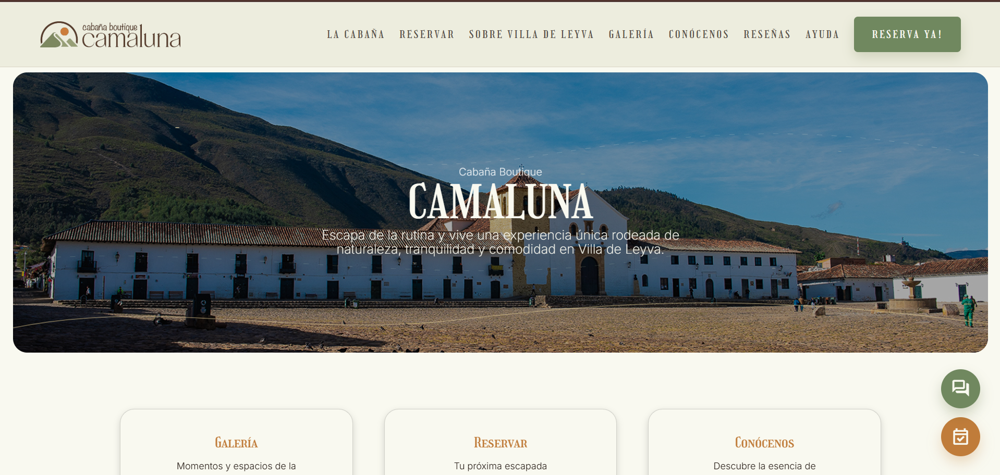 cabaña boutique
camaluna
LA CABAÑA
RESERVAR
SOBRE VILLA DE LEYVA
GALERÍA
CONÓCENOS
RESEÑAS
AYUDA
RESERVA YA!
Cabaña Boutique
CAMALUNA
Escapa de la rutina y vive una experiencia única rodeada de
naturaleza, tranquilidad y comodidad en Villa de Leyva.
Galería
Momentos y espacios de la
Reservar
Tu próxima escapada
Conócenos
Descubre la esencia de